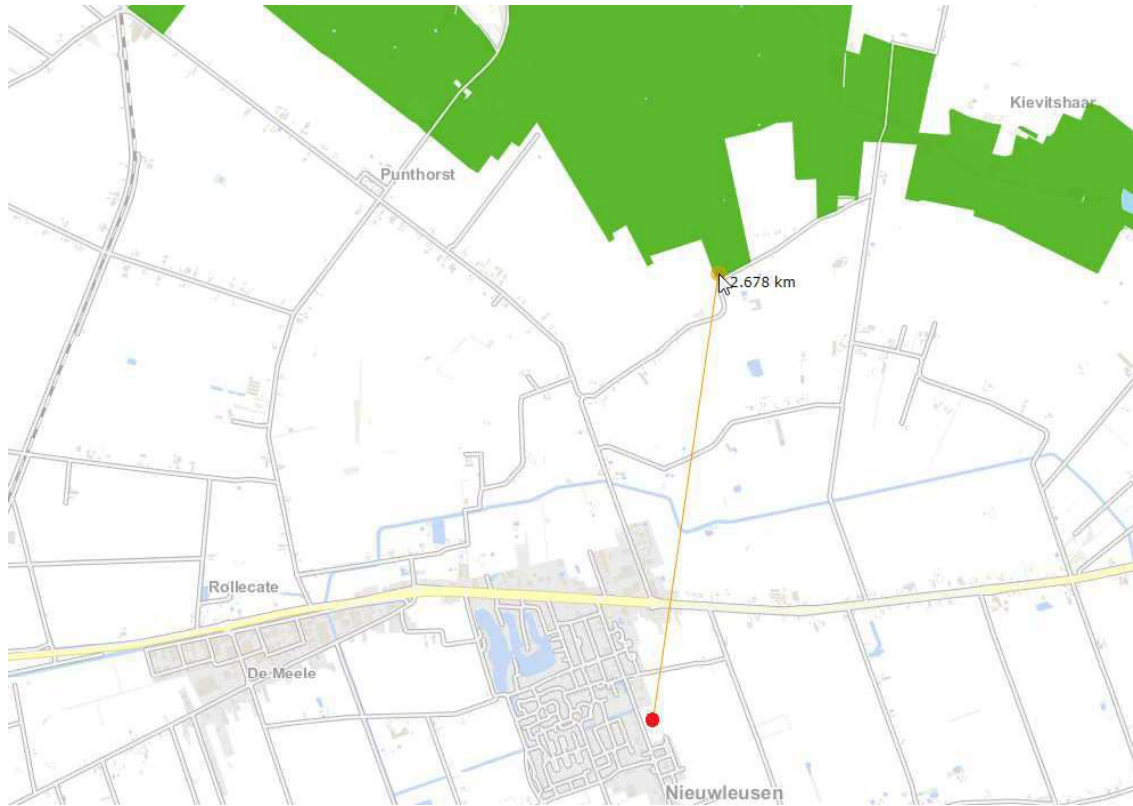 Kievitshaar
Punthorst
2.678 km
Rollecate
De Meele
Nieuwleusen